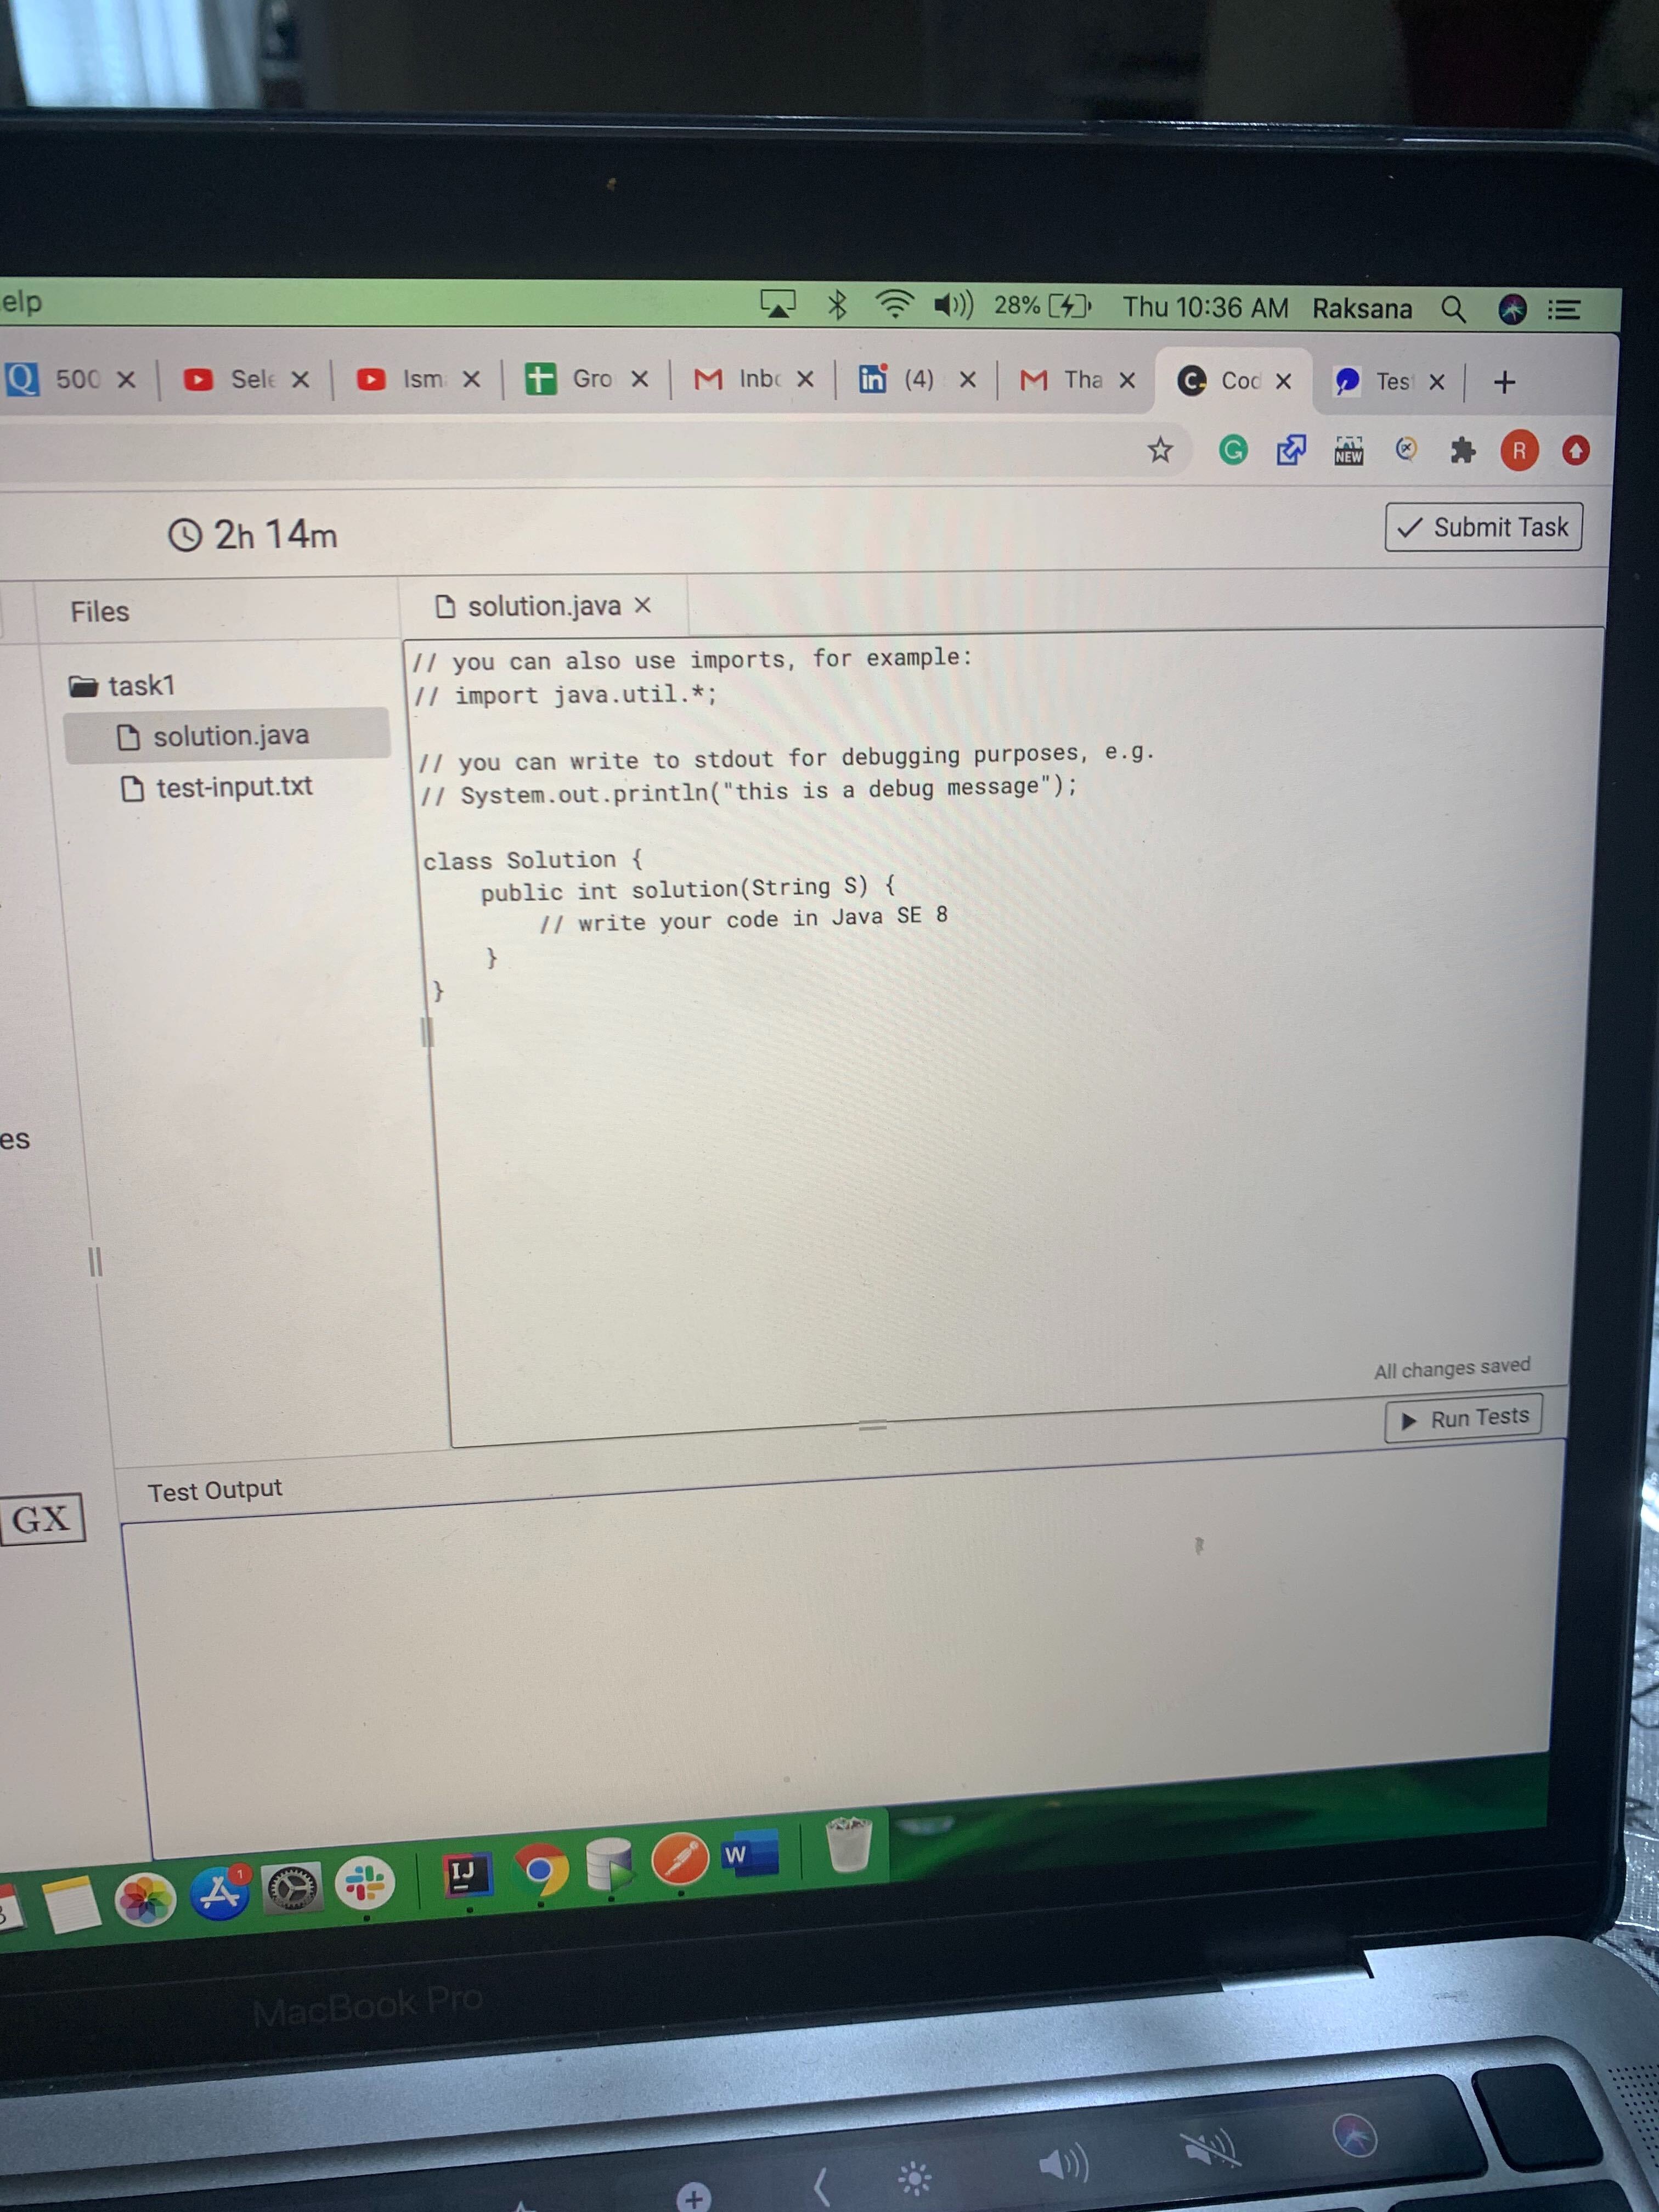 elp
28%
Thu 10:36 AM Raksana
500
Sele
Ism
Gro
Inbo
in
(4)
Tha
Cod
Tes
NEW
R
2h 14m
Submit Task
Files
solution.java
task1
solution.java
test-input.txt
// you can also use imports, for example:
// import java.util.*;
// you can write to stdout for debugging purposes, e.g.
// System.out.println("this is a debug message");
class Solution {
public int solution(String S) {
// write your code in Java SE 8
}
}
es
All changes saved
Run Tests
Test Output
GX
1
IJ
W
MacBook Pro